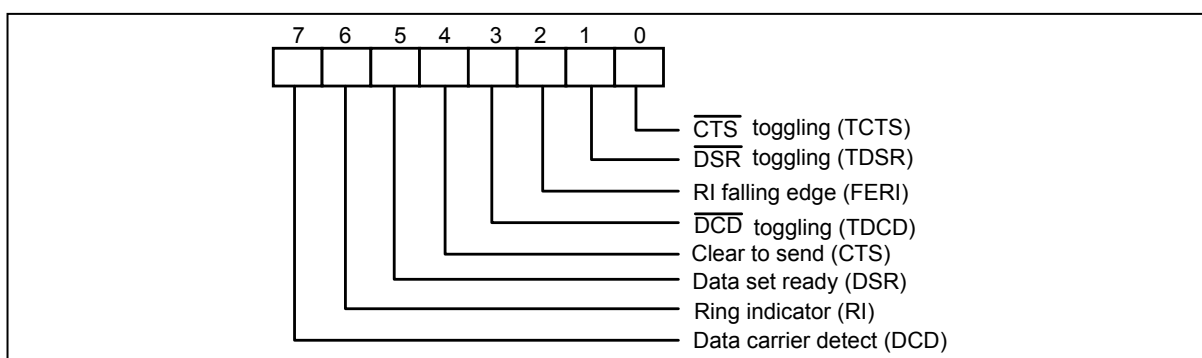 7 6 5 4 3 2 1 0
CTS toggling (TCTS)
DSR toggling (TDSR)
RI falling edge (FERI)
DCD toggling (TDCD)
Clear to send (CTS)
Data set ready (DSR)
Ring indicator (RI)
Data carrier detect (DCD)